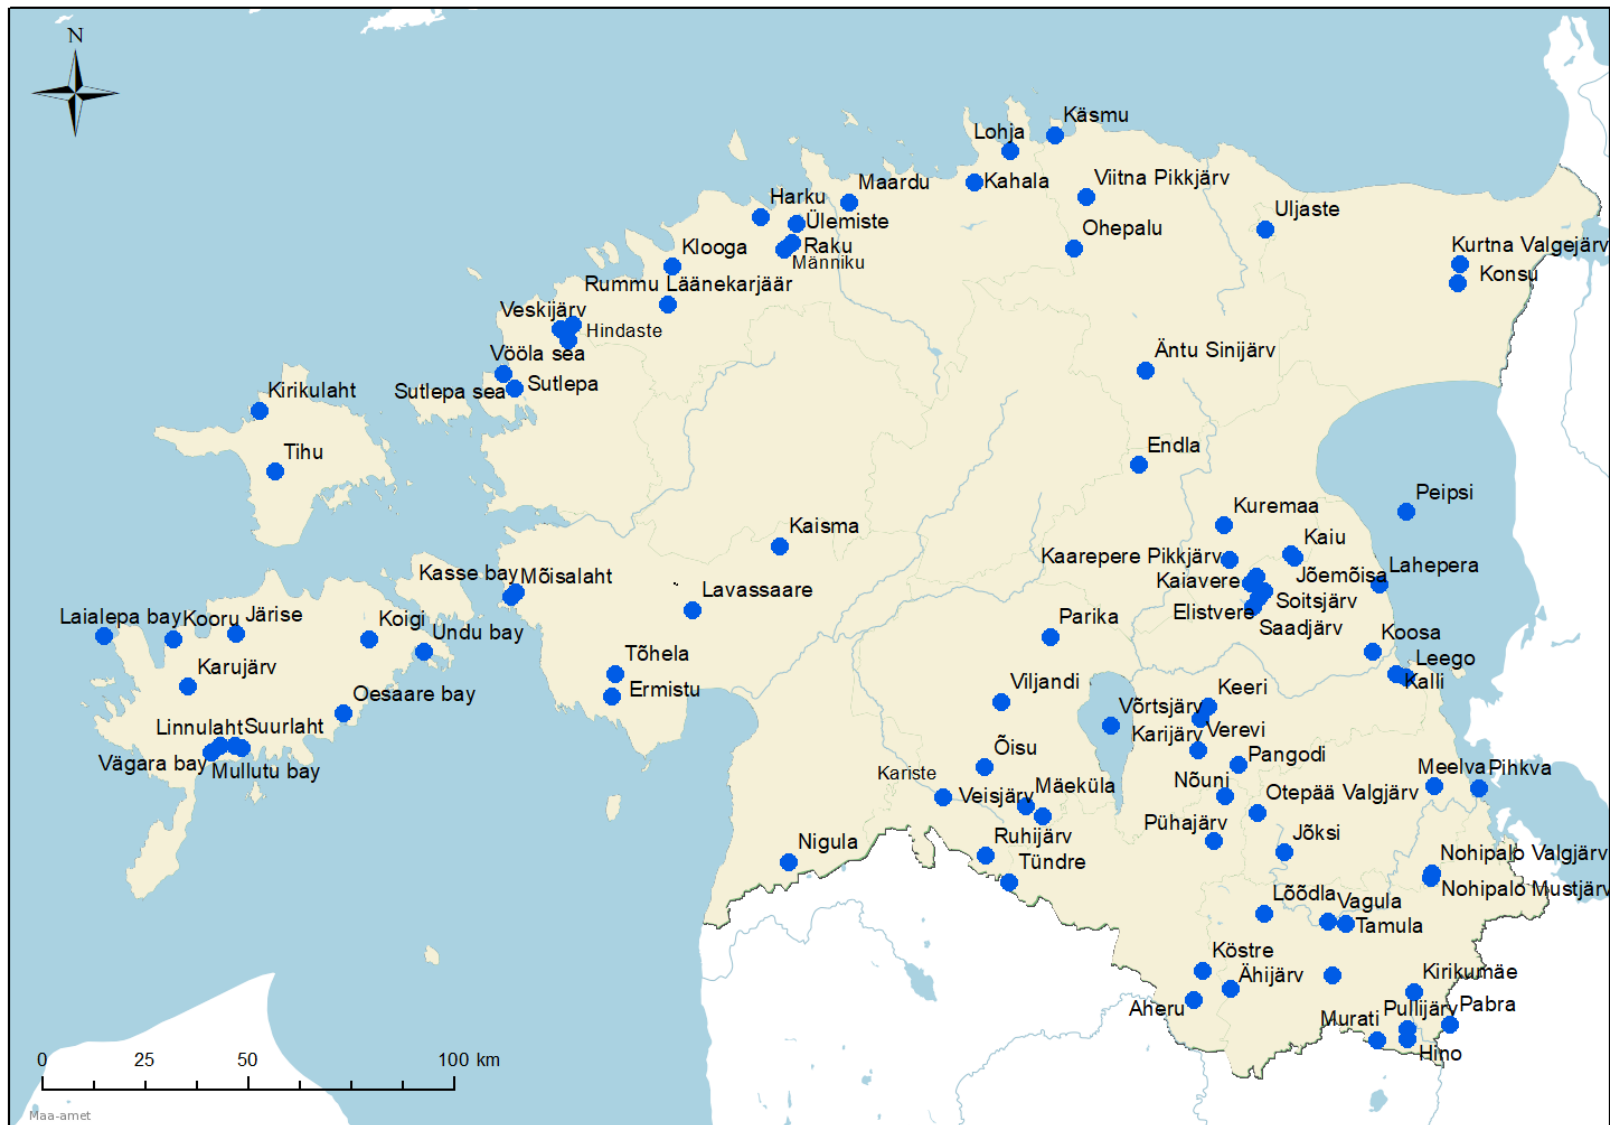 N
Käsmu
Lohja
Kahala
Viitna Pikkjärv
Maardu
Harku
Ülemiste
Uljaste
Ohepalu
Raku
Männiku
Klooga
Kurtna Valgejärv
Konsu
Rummu Läänekarjäär
Veskijärv
Hindaste
Vööla sea
Äntu Sinijärv
Sutlepa sea
Sutlepa
Kirikulaht
Tihu
Endla
Peipsi
Kuremaa
Kaisma
Kaiu
Kaarepere Pikkjärv
Lahepera
Kasse bay
Mõisalaht
Kaiavere
Jõemõisa
Lavassaare
Soitsjärv
Elistvere
Saadjärv
Laialepa bay
Kooru
Järise
Koigi
Undu bay
Parika
Koosa
Leego
Kalli
Karujärv
Tõhela
Ermistu
Oesaare bay
Viljandi
Keeri
Võrtsjärv
Verevi
Karijärv
Linnulaht
Suurlaht
Vägara bay
Mullutu bay
Õisu
Pangodi
Kariste
Meelva
Pihkva
Nõuni
Mäeküla
Veisjärv
Otepää Valgjärv
Pühajärv
Ruhijärv
Jõksi
Nigula
Tündre
Nohipalo Valgjärv
Nohipalo Mustjärv
Lõõdla
Vagula
Tamula
Köstre
Ähijärv
Kirikumäe
Aheru
Pullijärv
Pabra
Murati
Hino
0 25 50 100 km
Maa-amet